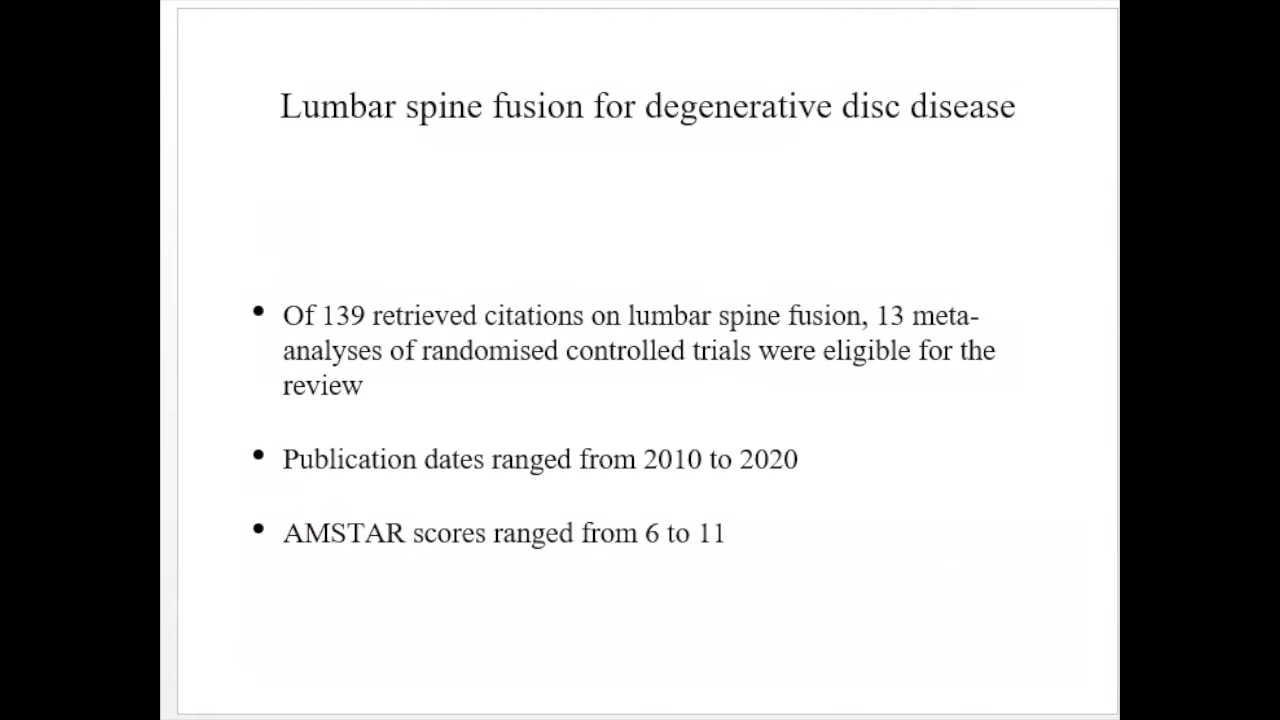 Lumbar spine fusion for degenerative disc disease
• Of 139 retrieved citations on lumbar spine fusion, 13 meta-
analyses of randomised controlled trials were eligible for the
review
• Publication dates ranged from 2010 to 2020
• AMSTAR scores ranged from 6 to 11